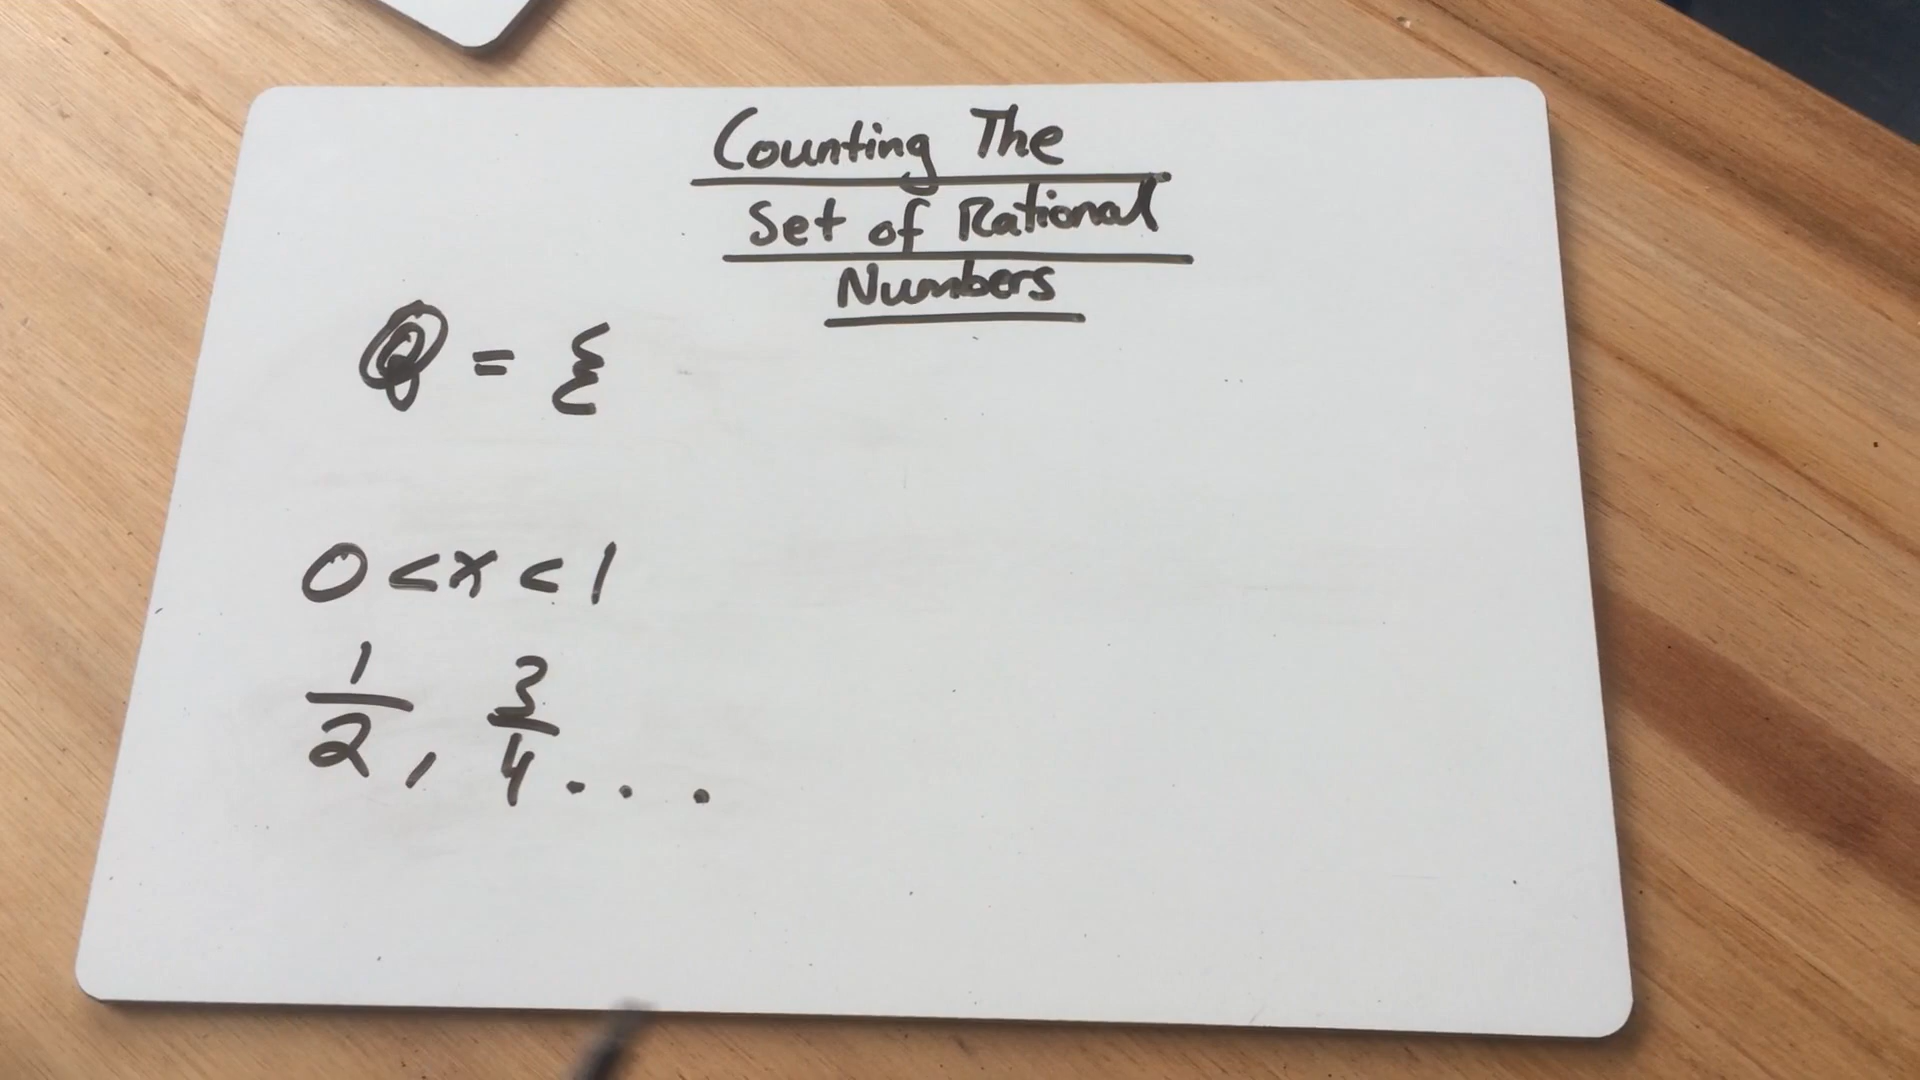 Counting The
Set of Rational
Numbers
Q = {
0 < x < 1
1/2, 3/4 . . .